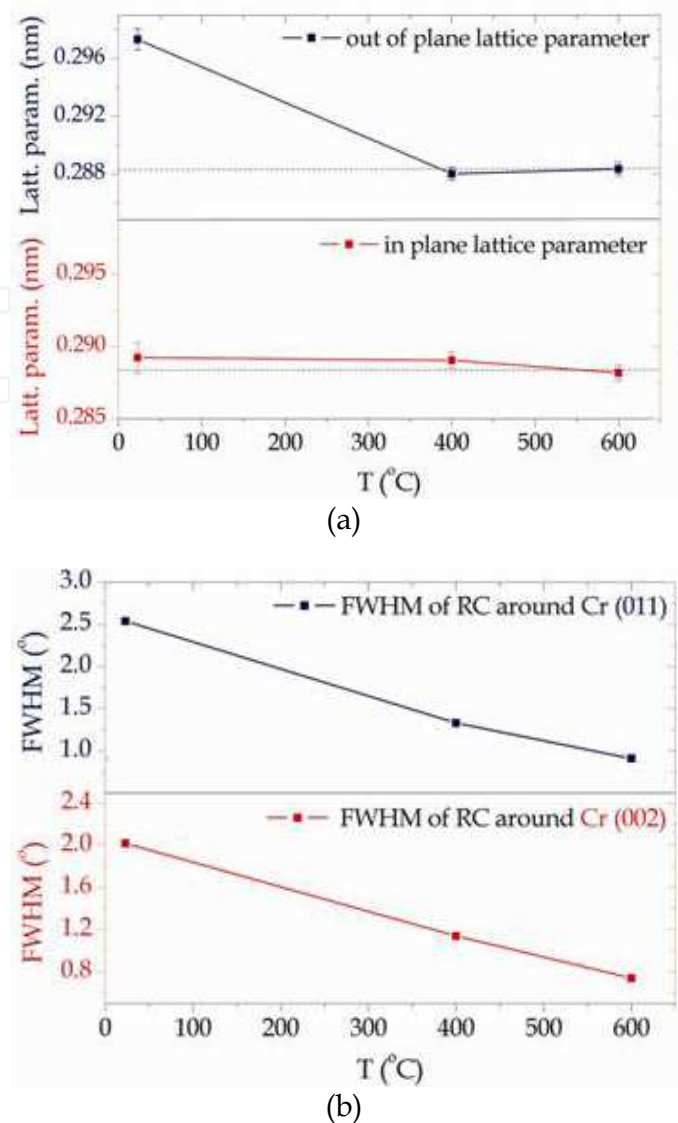 out of plane lattice parameter
Latt. param. (nm)
0.296
0.292
0.288
in plane lattice parameter
Latt. param. (nm)
0.295
0.290
0.285
0 100 200 300 400 500 600
T (°C)
(a)
FWHM of RC around Cr (011)
FWHM (°)
3.0
2.5
2.0
1.5
1.0
FWHM of RC around Cr (002)
FWHM (°)
2.4
2.0
1.6
1.2
0.8
0 100 200 300 400 500 600
T (°C)
(b)